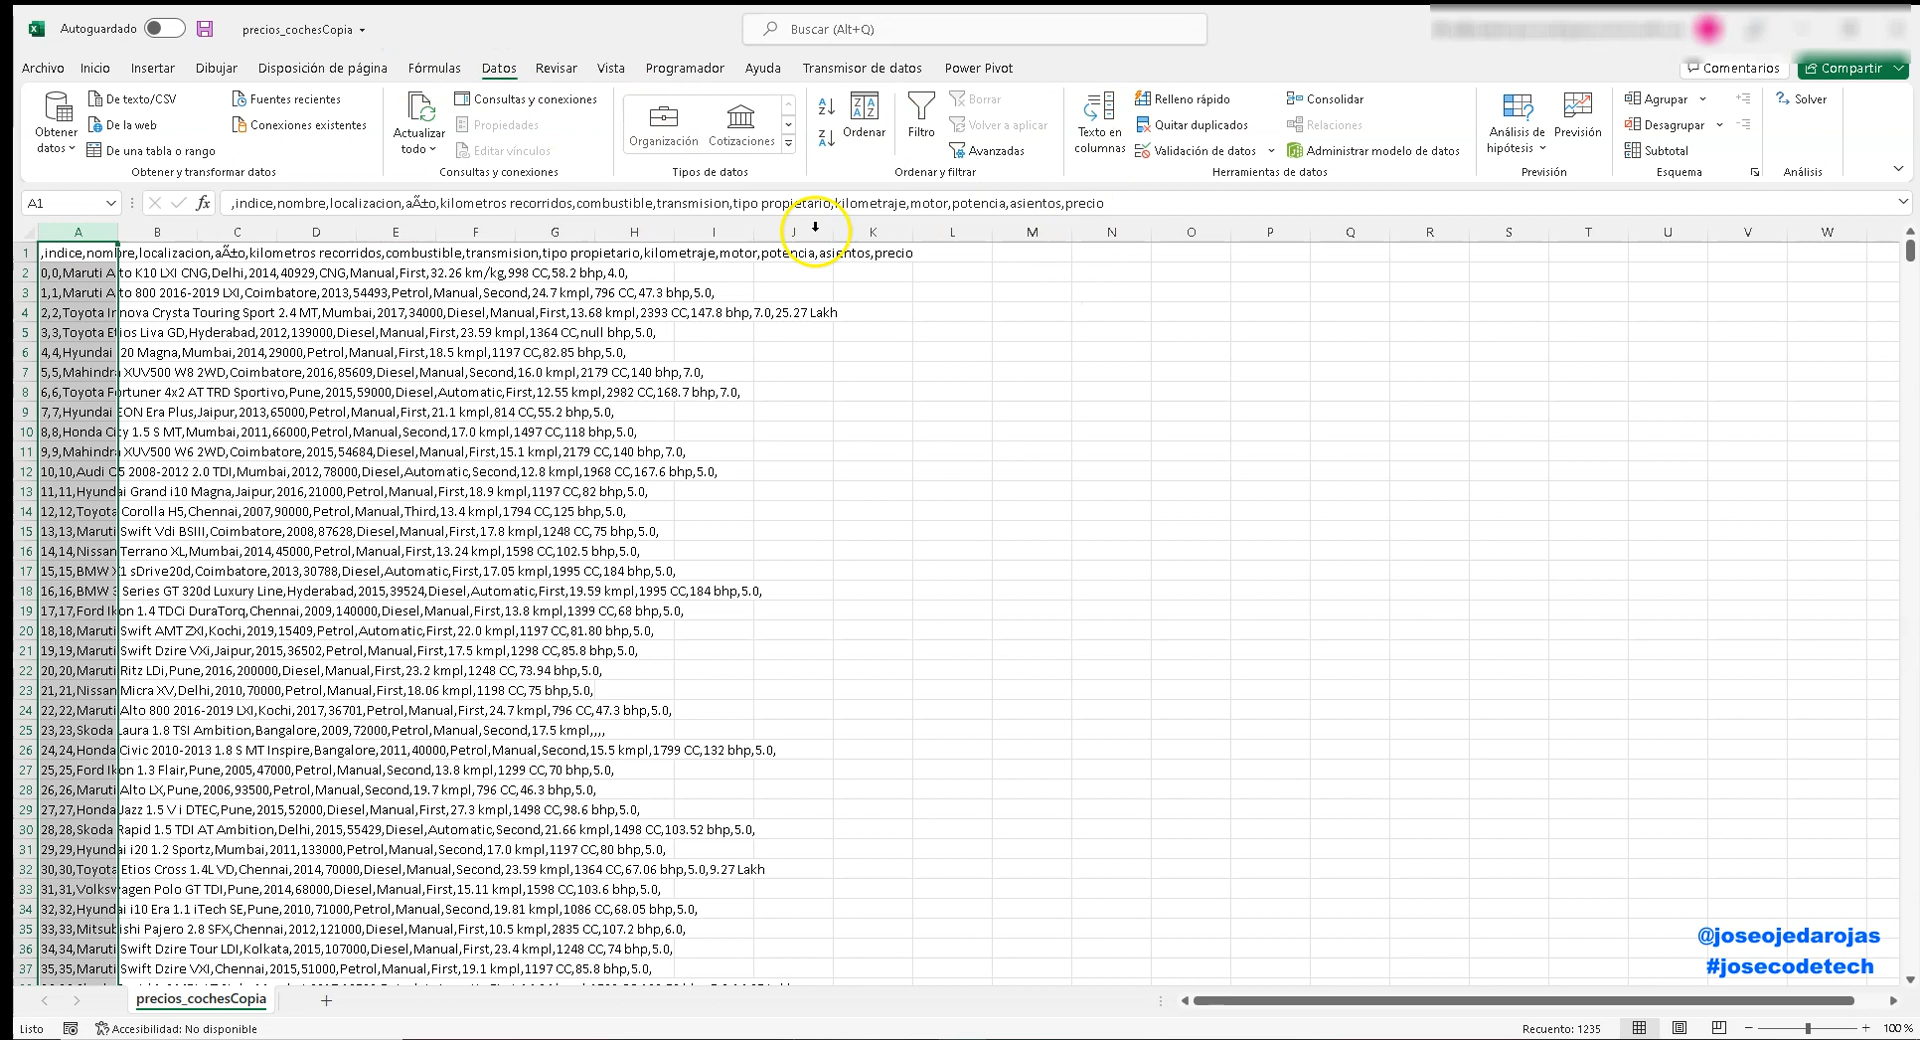 Autoguardado
precios_cochesCopia
Buscar (Alt+Q)
Archivo Inicio Insertar Dibujar Disposición de página Fórmulas Datos Revisar Vista Programador Ayuda Transmisor de datos Power Pivot
Comentarios
Compartir
Obtener datos
De texto/CSV
De la web
De una tabla o rango
Fuentes recientes
Conexiones existentes
Obtener y transformar datos
Actualizar todo
Consultas y conexiones
Propiedades
Editar vínculos
Consultas y conexiones
Organización
Cotizaciones
Tipos de datos
Ordenar
Filtro
Borrar
Volver a aplicar
Avanzadas
Ordenar y filtrar
Texto en columnas
Relleno rápido
Quitar duplicados
Validación de datos
Consolidar
Relaciones
Administrar modelo de datos
Herramientas de datos
Análisis de hipótesis
Previsión
Previsión
Agrupar
Desagrupar
Subtotal
Esquema
Solver
Análisis
A1
fx
,indice,nombre,localizacion,aÃ±o,kilometros recorridos,combustible,transmision,tipo propietario,kilometraje,motor,potencia,asientos,precio
A B C D E F G H I J K L M N O P Q R S T U V W
1 ,indice,nombre,localizacion,aÃ±o,kilometros recorridos,combustible,transmision,tipo propietario,kilometraje,motor,potencia,asientos,precio
2 0,0,Maruti Alto K10 LXI CNG,Delhi,2014,40929,CNG,Manual,First,32.26 km/kg,998 CC,58.2 bhp,4.0,
3 1,1,Maruti Alto 800 2016-2019 LXI,Coimbatore,2013,54493,Petrol,Manual,Second,24.7 kmpl,796 CC,47.3 bhp,5.0,
4 2,2,Toyota Innova Crysta Touring Sport 2.4 MT,Mumbai,2017,34000,Diesel,Manual,First,13.68 kmpl,2393 CC,147.8 bhp,7.0,25.27 Lakh
5 3,3,Toyota Etios Liva GD,Hyderabad,2012,139000,Diesel,Manual,First,23.59 kmpl,1364 CC,null bhp,5.0,
6 4,4,Hyundai i20 Magna,Mumbai,2014,29000,Petrol,Manual,First,18.5 kmpl,1197 CC,82.85 bhp,5.0,
7 5,5,Mahindra XUV500 W8 2WD,Coimbatore,2016,85609,Diesel,Manual,Second,16.0 kmpl,2179 CC,140 bhp,7.0,
8 6,6,Toyota Fortuner 4x2 AT TRD Sportivo,Pune,2015,59000,Diesel,Automatic,First,12.55 kmpl,2982 CC,168.7 bhp,7.0,
9 7,7,Hyundai EON Era Plus,Jaipur,2013,65000,Petrol,Manual,First,21.1 kmpl,814 CC,55.2 bhp,5.0,
10 8,8,Honda City 1.5 S MT,Mumbai,2011,66000,Petrol,Manual,Second,17.0 kmpl,1497 CC,118 bhp,5.0,
11 9,9,Mahindra XUV500 W6 2WD,Coimbatore,2015,54684,Diesel,Manual,First,15.1 kmpl,2179 CC,140 bhp,7.0,
12 10,10,Audi Q5 2008-2012 2.0 TDI,Mumbai,2012,78000,Diesel,Automatic,Second,12.8 kmpl,1968 CC,167.6 bhp,5.0,
13 11,11,Hyundai Grand i10 Magna,Jaipur,2016,21000,Petrol,Manual,First,18.9 kmpl,1197 CC,82 bhp,5.0,
14 12,12,Toyota Corolla H5,Chennai,2007,90000,Petrol,Manual,Third,13.4 kmpl,1794 CC,125 bhp,5.0,
15 13,13,Maruti Swift Vdi BSIII,Coimbatore,2008,87628,Diesel,Manual,First,17.8 kmpl,1248 CC,75 bhp,5.0,
16 14,14,Nissan Terrano XL,Mumbai,2014,45000,Petrol,Manual,First,13.24 kmpl,1598 CC,102.5 bhp,5.0,
17 15,15,BMW X1 sDrive20d,Coimbatore,2013,30788,Diesel,Automatic,First,17.05 kmpl,1995 CC,184 bhp,5.0,
18 16,16,BMW 3 Series GT 320d Luxury Line,Hyderabad,2015,39524,Diesel,Automatic,First,19.59 kmpl,1995 CC,184 bhp,5.0,
19 17,17,Ford Ikon 1.4 TDCi DuraTorq,Chennai,2009,140000,Diesel,Manual,First,13.8 kmpl,1399 CC,68 bhp,5.0,
20 18,18,Maruti Swift AMT ZXI,Kochi,2019,15409,Petrol,Automatic,First,22.0 kmpl,1197 CC,81.80 bhp,5.0,
21 19,19,Maruti Swift Dzire VXi,Jaipur,2015,36502,Petrol,Manual,First,17.5 kmpl,1298 CC,85.8 bhp,5.0,
22 20,20,Maruti Ritz LDi,Pune,2016,200000,Diesel,Manual,First,23.2 kmpl,1248 CC,73.94 bhp,5.0,
23 21,21,Nissan Micra XV,Delhi,2010,70000,Petrol,Manual,First,18.06 kmpl,1198 CC,75 bhp,5.0,
24 22,22,Maruti Alto 800 2016-2019 LXI,Kochi,2017,36701,Petrol,Manual,First,24.7 kmpl,796 CC,47.3 bhp,5.0,
25 23,23,Skoda Laura 1.8 TSI Ambition,Bangalore,2009,72000,Petrol,Manual,Second,17.5 kmpl,,,,
26 24,24,Honda Civic 2010-2013 1.8 S MT Inspire,Bangalore,2011,40000,Petrol,Manual,Second,15.5 kmpl,1799 CC,132 bhp,5.0,
27 25,25,Ford Ikon 1.3 Flair,Pune,2005,47000,Petrol,Manual,Second,13.8 kmpl,1299 CC,70 bhp,5.0,
28 26,26,Maruti Alto LX,Pune,2006,93500,Petrol,Manual,Second,19.7 kmpl,796 CC,46.3 bhp,5.0,
29 27,27,Honda Jazz 1.5 V i DTEC,Pune,2015,52000,Diesel,Manual,First,27.3 kmpl,1498 CC,98.6 bhp,5.0,
30 28,28,Skoda Rapid 1.5 TDI AT Ambition,Delhi,2015,55429,Diesel,Automatic,Second,21.66 kmpl,1498 CC,103.52 bhp,5.0,
31 29,29,Hyundai i20 1.2 Sportz,Mumbai,2011,133000,Petrol,Manual,Second,17.0 kmpl,1197 CC,80 bhp,5.0,
32 30,30,Toyota Etios Cross 1.4L VD,Chennai,2014,70000,Diesel,Manual,Second,23.59 kmpl,1364 CC,67.06 bhp,5.0,9.27 Lakh
33 31,31,Volkswagen Polo GT TDI,Pune,2014,68000,Diesel,Manual,First,15.11 kmpl,1598 CC,103.6 bhp,5.0,
34 32,32,Hyundai i10 Era 1.1 iTech SE,Pune,2010,71000,Petrol,Manual,Second,19.81 kmpl,1086 CC,68.05 bhp,5.0,
35 33,33,Mitsubishi Pajero 2.8 SFX,Chennai,2012,121000,Diesel,Manual,First,10.5 kmpl,2835 CC,107.2 bhp,6.0,
36 34,34,Maruti Swift Dzire Tour LDI,Kolkata,2015,107000,Diesel,Manual,First,23.4 kmpl,1248 CC,74 bhp,5.0,
37 35,35,Maruti Swift Dzire VXI,Chennai,2015,51000,Petrol,Manual,First,19.1 kmpl,1197 CC,85.8 bhp,5.0,
@joseojedarojas
#josecodetech
precios_cochesCopia
Listo
Accesibilidad: No disponible
Recuento: 1235
100 %